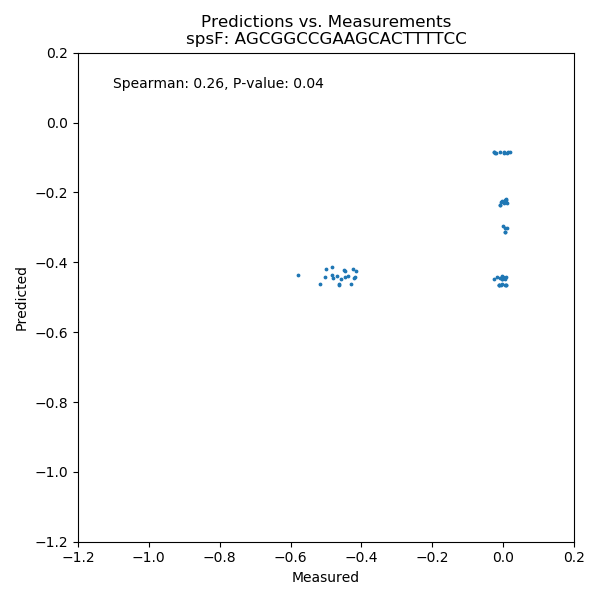 Predictions vs. Measurements
spsF: AGCGGCCGAAGCACTTTTCC
Spearman: 0.26, P-value: 0.04
0.2
0.0
−0.2
−0.4
−0.6
−0.8
−1.0
−1.2
Predicted
−1.2 −1.0 −0.8 −0.6 −0.4 −0.2 0.0 0.2
Measured